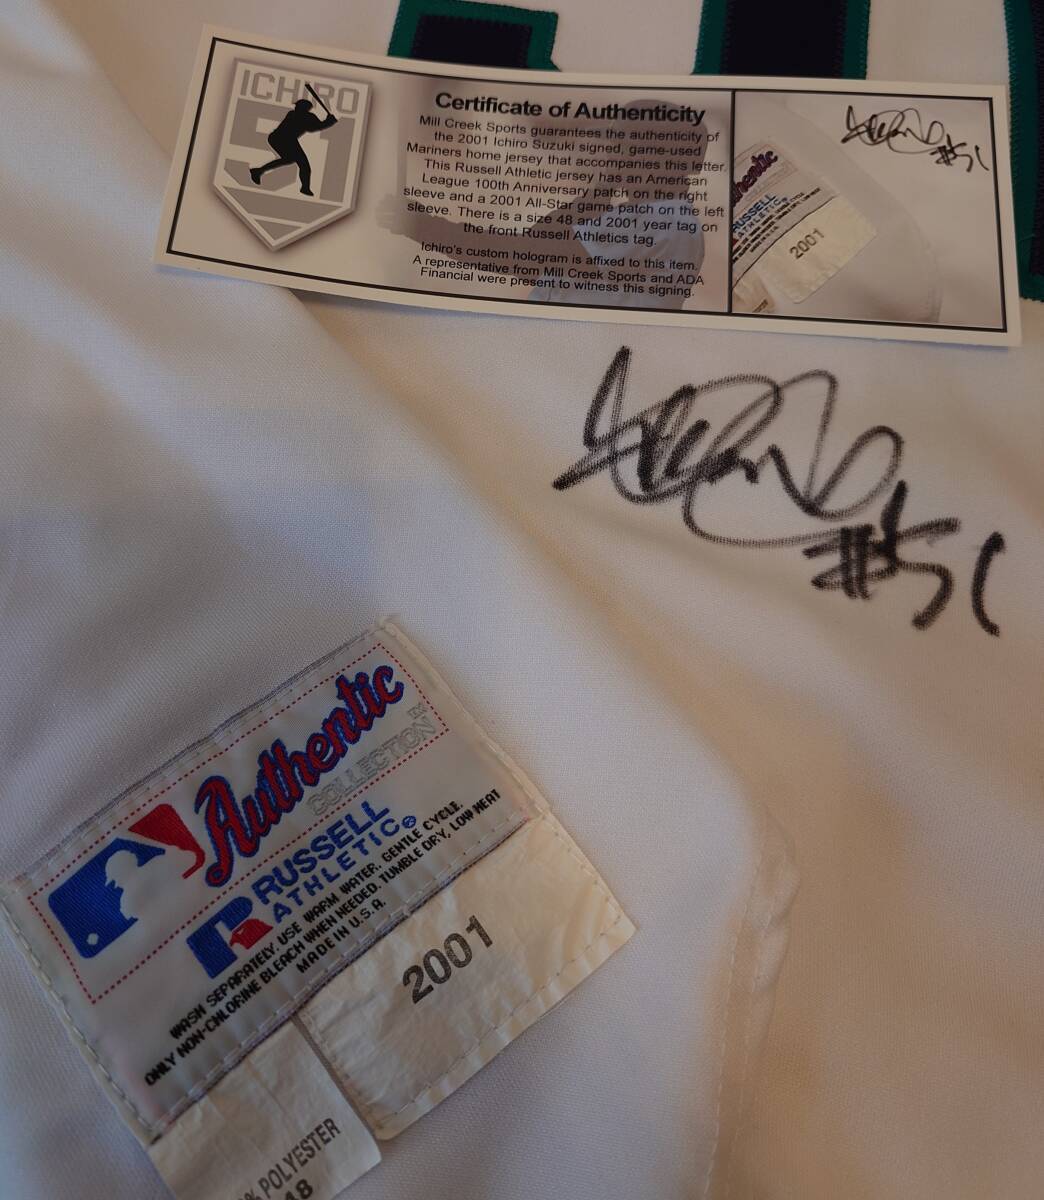 ICHIRO
51
Certificate of Authenticity
Mill Creek Sports guarantees the authenticity of
the 2001 Ichiro Suzuki signed, game-used
Mariners home jersey that accompanies this letter.
This Russell Athletic jersey has an American
League 100th Anniversary patch on the right
sleeve and a 2001 All-Star game patch on the left
sleeve. There is a size 48 and 2001 year tag on
the front Russell Athletics tag.
Ichiro's custom hologram is affixed to this item.
A representative from Mill Creek Sports and ADA
Financial were present to witness this signing.
#51
RUSSELL
ATHLETIC
2001
#51
Authentic
COLLECTION™
RUSSELL
ATHLETIC®
WASH SEPARATELY. USE WARM WATER. GENTLE CYCLE.
ONLY NON-CHLORINE BLEACH WHEN NEEDED. TUMBLE DRY, LOW HEAT
MADE IN U.S.A.
2001
% POLYESTER
48